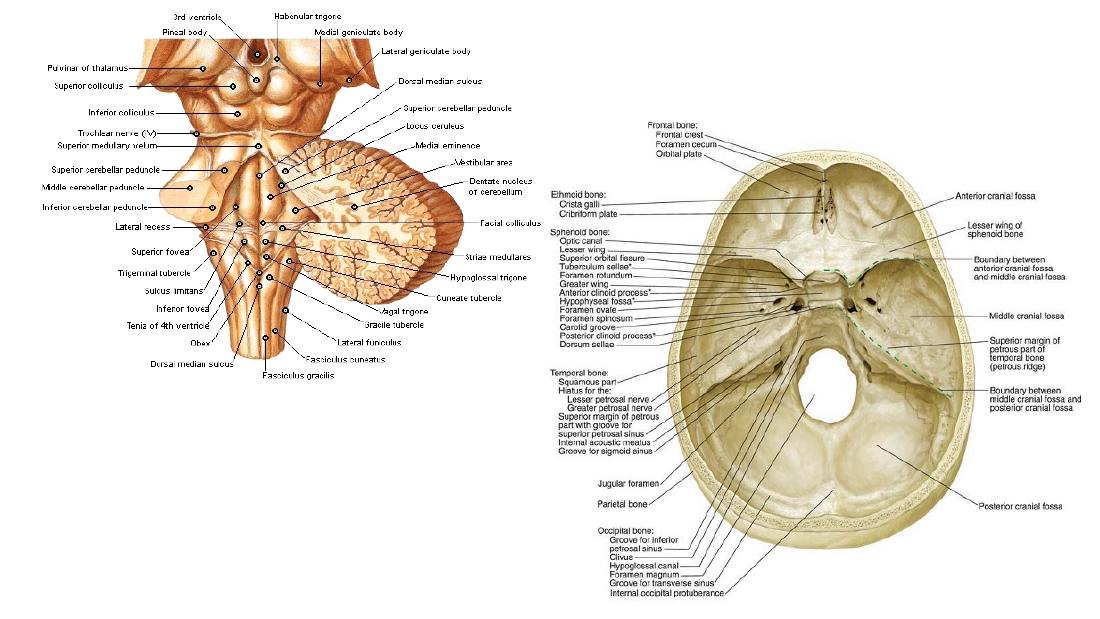 3rd ventricle
Habenular trigone
Pineal body
Medial geniculate body
Lateral geniculate body
Pulvinar of thalamus
Superior colliculus
Dorsal median sulcus
Superior cerebellar peduncle
Inferior colliculus
Locus ceruleus
Trochlear nerve (IV)
Superior medullary velum
Medial eminence
Vestibular area
Superior cerebellar peduncle
Dentate nucleus
of cerebellum
Middle cerebellar peduncle
Inferior cerebellar peduncle
Facial colliculus
Lateral recess
Superior fovea
Striae medulares
Trigeminal tubercle
Hypoglossal trigone
Sulcus limitans
Cuneate tubercle
Inferior fovea
Vagal trigone
Tenia of 4th ventricle
Gracile tubercle
Obex
Lateral funiculus
Dorsal median sulcus
Fasciculus cuneatus
Fasciculus gracilis
Frontal bone:
Frontal crest
Foramen cecum
Orbital plate
Ethmoid bone:
Crista galli
Cribriform plate
Sphenoid bone:
Optic canal
Lesser wing
Superior orbital fissure
Tuberculum sellae*
Foramen rotundum
Greater wing
Anterior clinoid process*
Hypophyseal fossa*
Foramen ovale
Foramen spinosum
Carotid groove
Posterior clinoid process*
Dorsum sellae
Temporal bone:
Squamous part
Hiatus for the:
Lesser petrosal nerve
Greater petrosal nerve
Superior margin of petrous
part with groove for
superior petrosal sinus
Internal acoustic meatus
Groove for sigmoid sinus
Jugular foramen
Parietal bone
Occipital bone:
Groove for inferior
petrosal sinus
Clivus
Hypoglossal canal
Foramen magnum
Groove for transverse sinus
Internal occipital protuberance
Anterior cranial fossa
Lesser wing of
sphenoid bone
Boundary between
anterior cranial fossa
and middle cranial fossa
Middle cranial fossa
Superior margin of
petrous part of
temporal bone
(petrous ridge)
Boundary between
middle cranial fossa and
posterior cranial fossa
Posterior cranial fossa